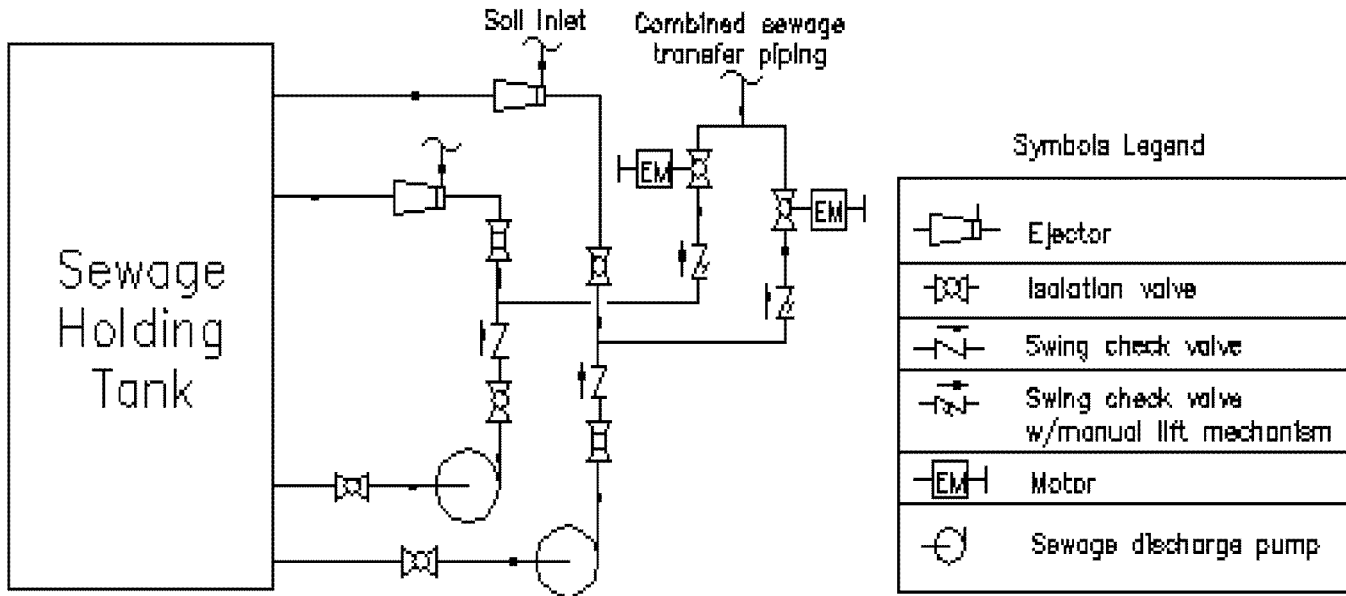 Soil Inlet
Combined sewage
transfer piping
EM
EM
Sewage
Holding
Tank
Symbols Legend
Ejector
Isolation valve
Swing check valve
Swing check valve
w/manual lift mechanism
EM
Motor
Sewage discharge pump